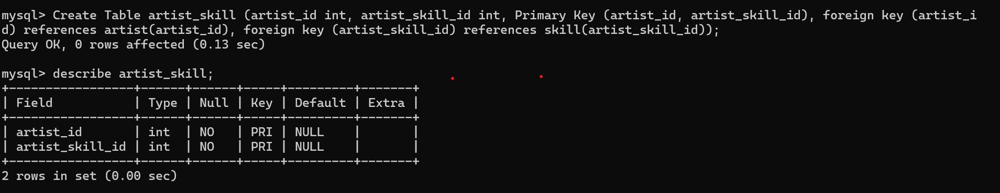 mysql> Create Table artist_skill (artist_id int, artist_skill_id int, Primary Key (artist_id, artist_skill_id), foreign key (artist_i
d) references artist(artist_id), foreign key (artist_skill_id) references skill(artist_skill_id));
Query OK, 0 rows affected (0.13 sec)
mysql> describe artist_skill;
+-----------------+------+------+-----+---------+-------+
| Field           | Type | Null | Key | Default | Extra |
+-----------------+------+------+-----+---------+-------+
| artist_id       | int  | NO   | PRI | NULL    |       |
| artist_skill_id | int  | NO   | PRI | NULL    |       |
+-----------------+------+------+-----+---------+-------+
2 rows in set (0.00 sec)